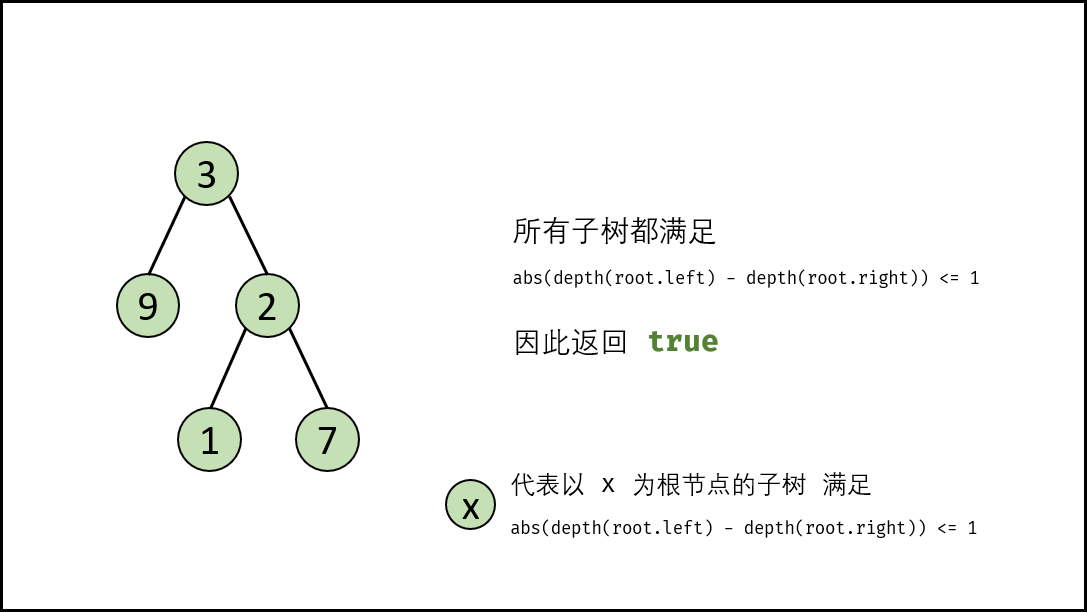 3
所有子树都满足
abs(depth(root.left) - depth(root.right)) <= 1
9 2
因此返回 true
1 7
x 代表以 x 为根节点的子树 满足
abs(depth(root.left) - depth(root.right)) <= 1